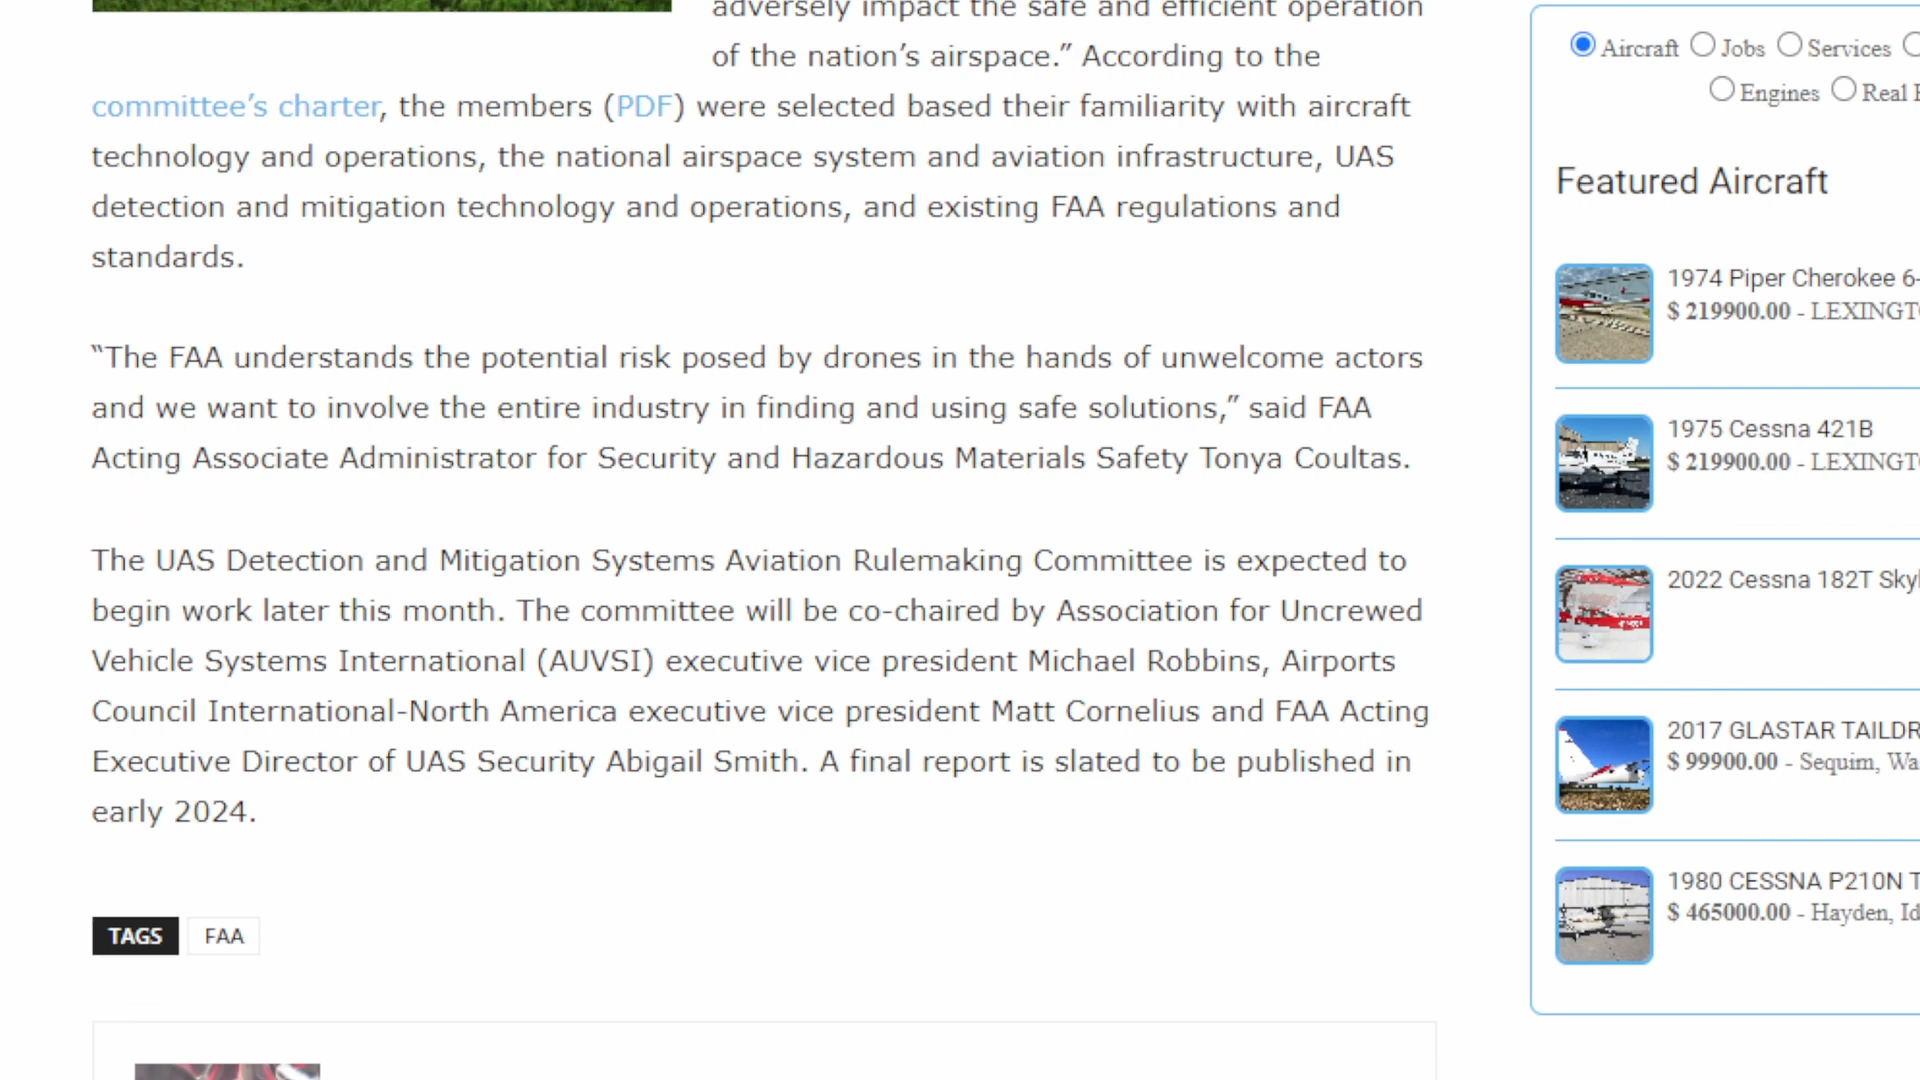 adversely impact the safe and efficient operation
of the nation’s airspace.” According to the
committee’s charter, the members (PDF) were selected based their familiarity with aircraft
technology and operations, the national airspace system and aviation infrastructure, UAS
detection and mitigation technology and operations, and existing FAA regulations and
standards.
“The FAA understands the potential risk posed by drones in the hands of unwelcome actors
and we want to involve the entire industry in finding and using safe solutions,” said FAA
Acting Associate Administrator for Security and Hazardous Materials Safety Tonya Coultas.
The UAS Detection and Mitigation Systems Aviation Rulemaking Committee is expected to
begin work later this month. The committee will be co-chaired by Association for Uncrewed
Vehicle Systems International (AUVSI) executive vice president Michael Robbins, Airports
Council International-North America executive vice president Matt Cornelius and FAA Acting
Executive Director of UAS Security Abigail Smith. A final report is slated to be published in
early 2024.
TAGS FAA
Aircraft Jobs Services
Engines Real
Featured Aircraft
1974 Piper Cherokee 6-
$ 219900.00 - LEXINGT
1975 Cessna 421B
$ 219900.00 - LEXINGT
2022 Cessna 182T Sky
2017 GLASTAR TAILDR
$ 99900.00 - Sequim, Wa
1980 CESSNA P210N T
$ 465000.00 - Hayden, Id